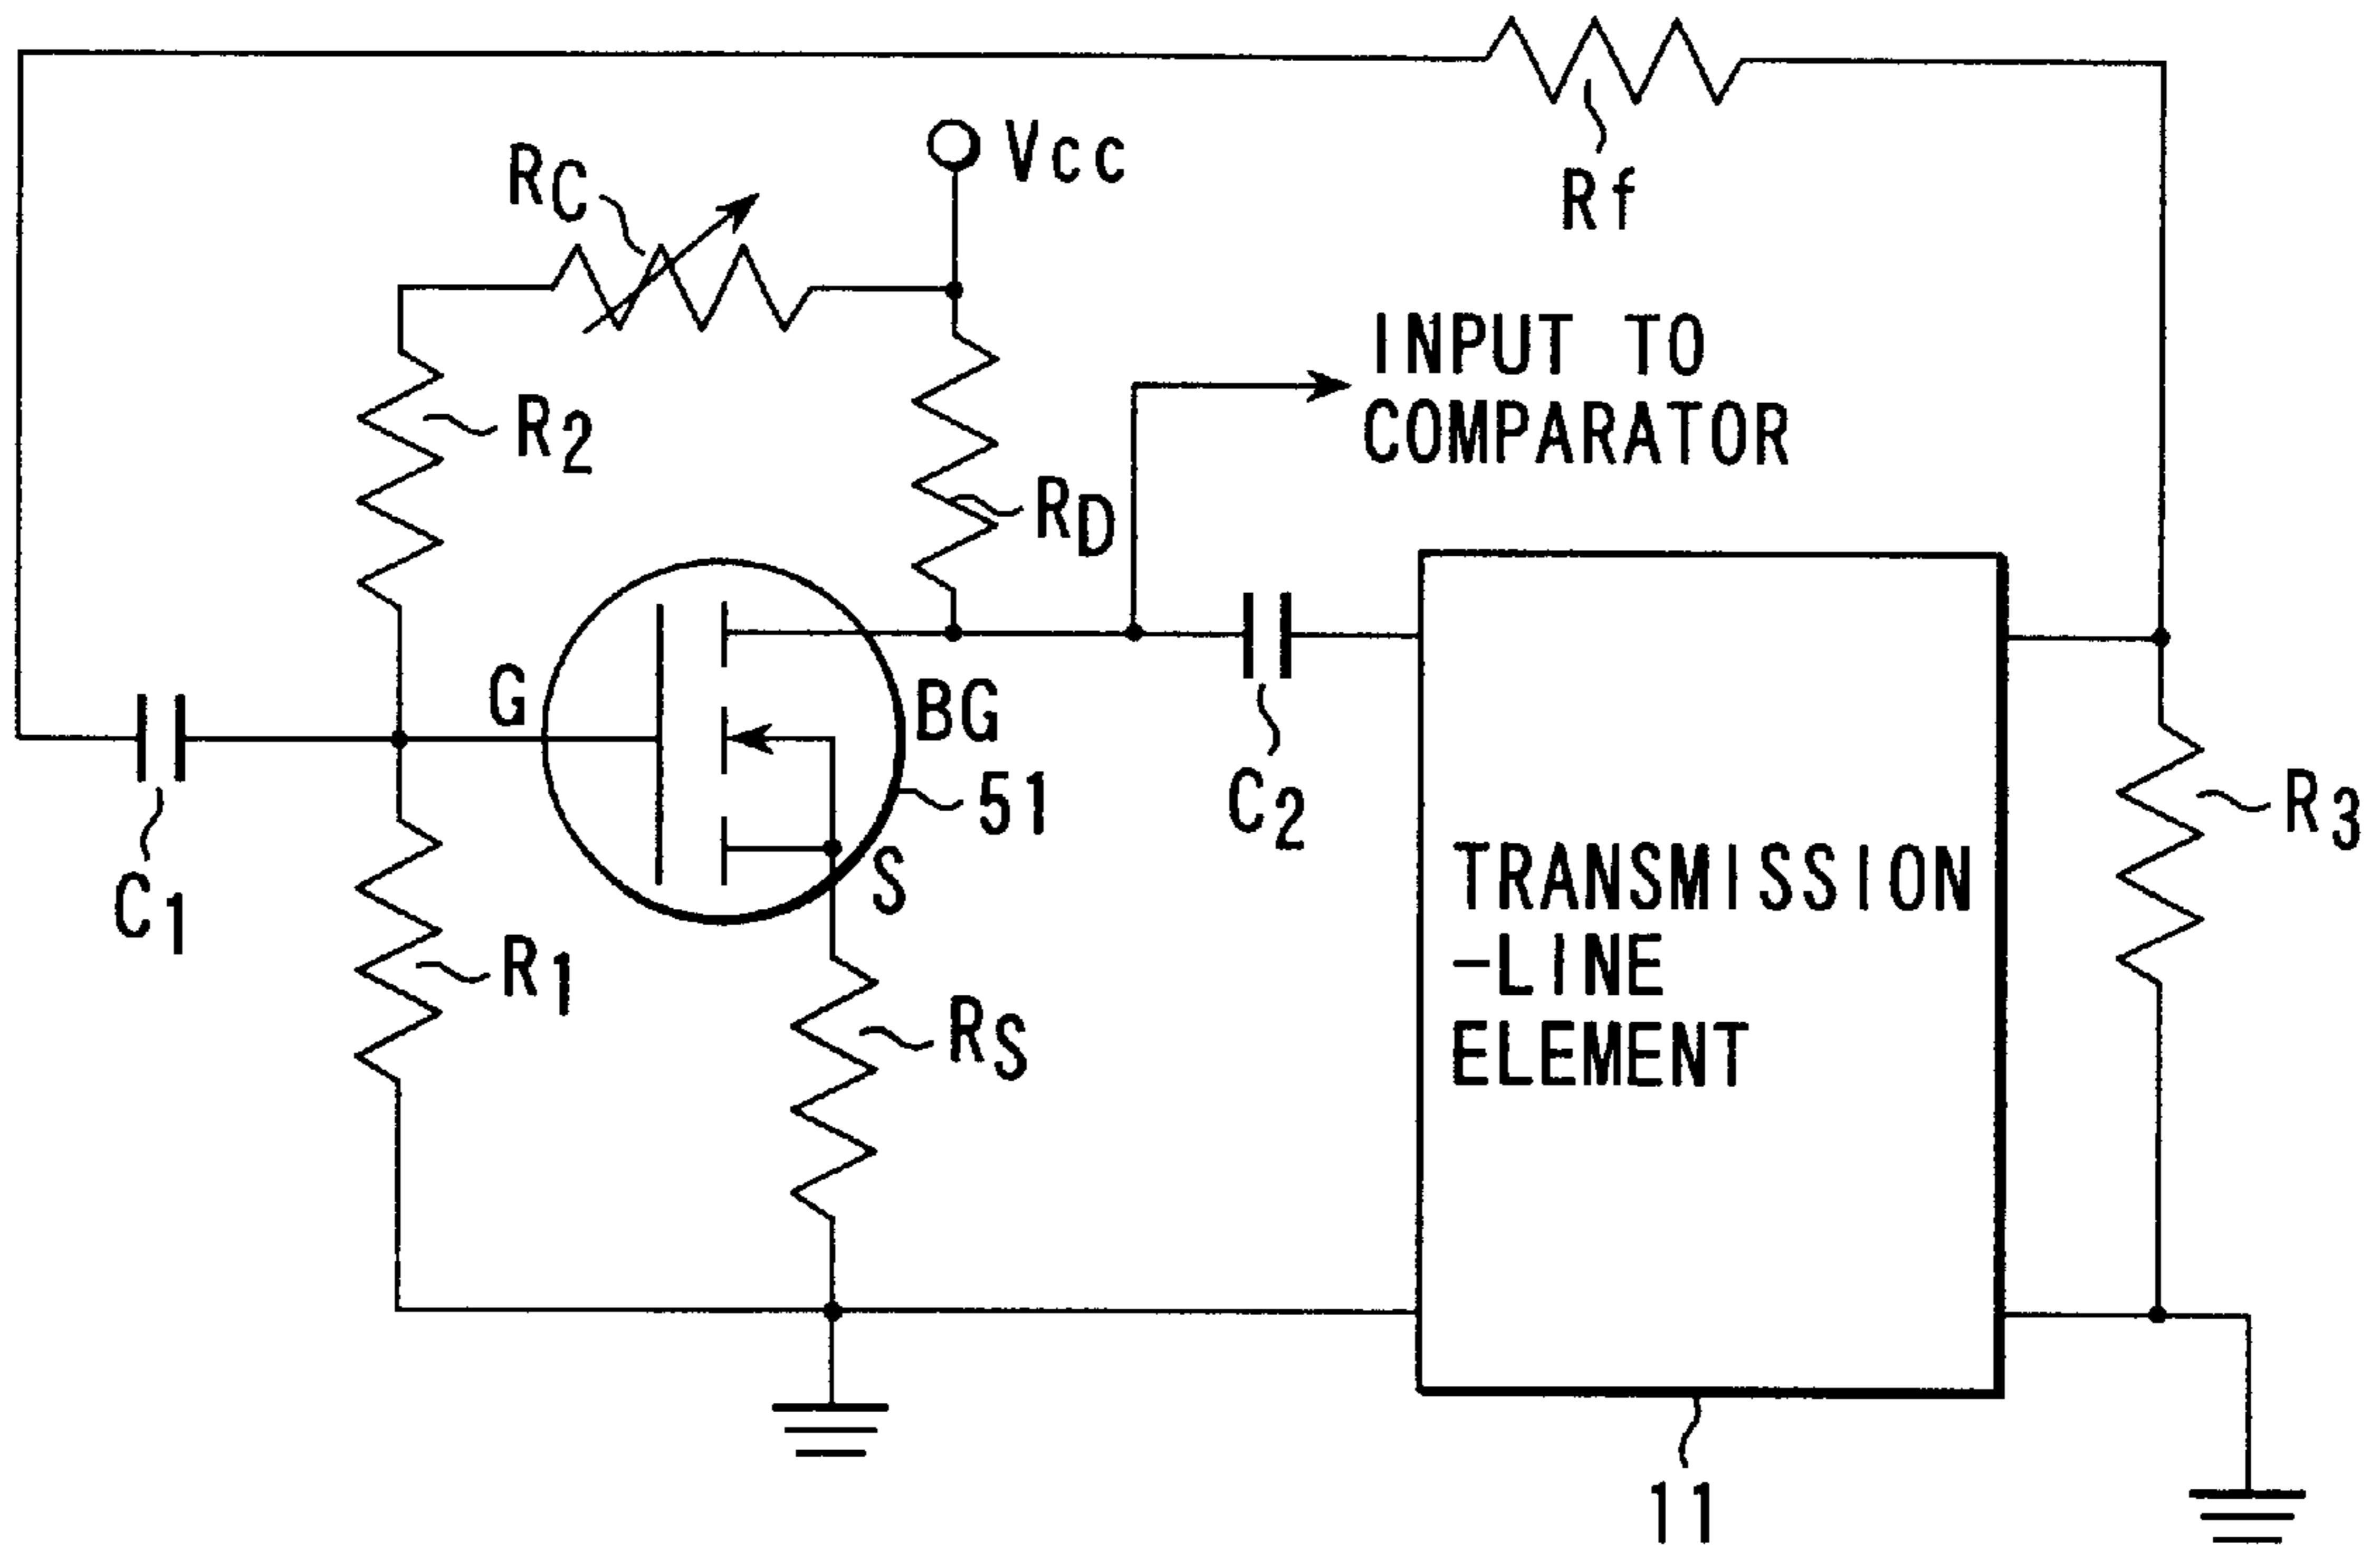 Rf
Vcc
RC
INPUT TO
COMPARATOR
R2
RD
G
BG
51
C2
R3
S
C1
R1
RS
TRANSMISSION
-LINE
ELEMENT
11